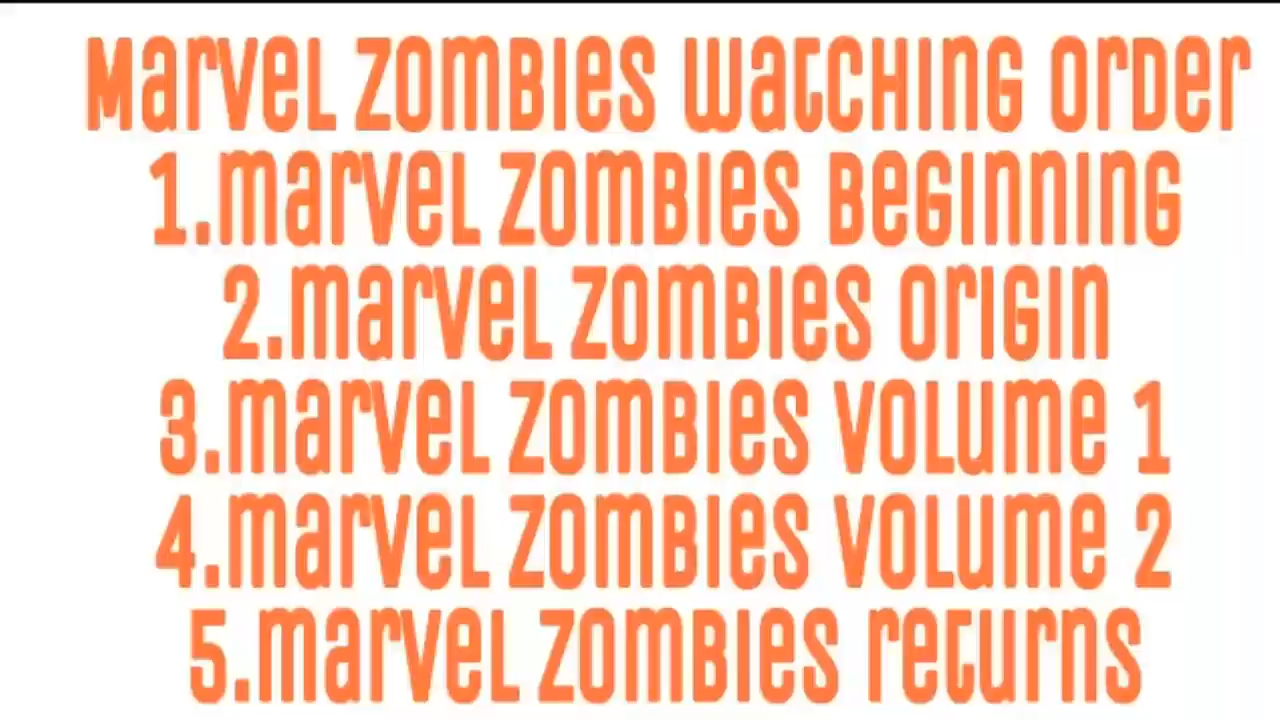 Marvel Zombies Watching Order
1.Marvel Zombies Beginning
2.Marvel Zombies Origin
3.Marvel Zombies Volume 1
4.Marvel Zombies Volume 2
5.Marvel Zombies Returns